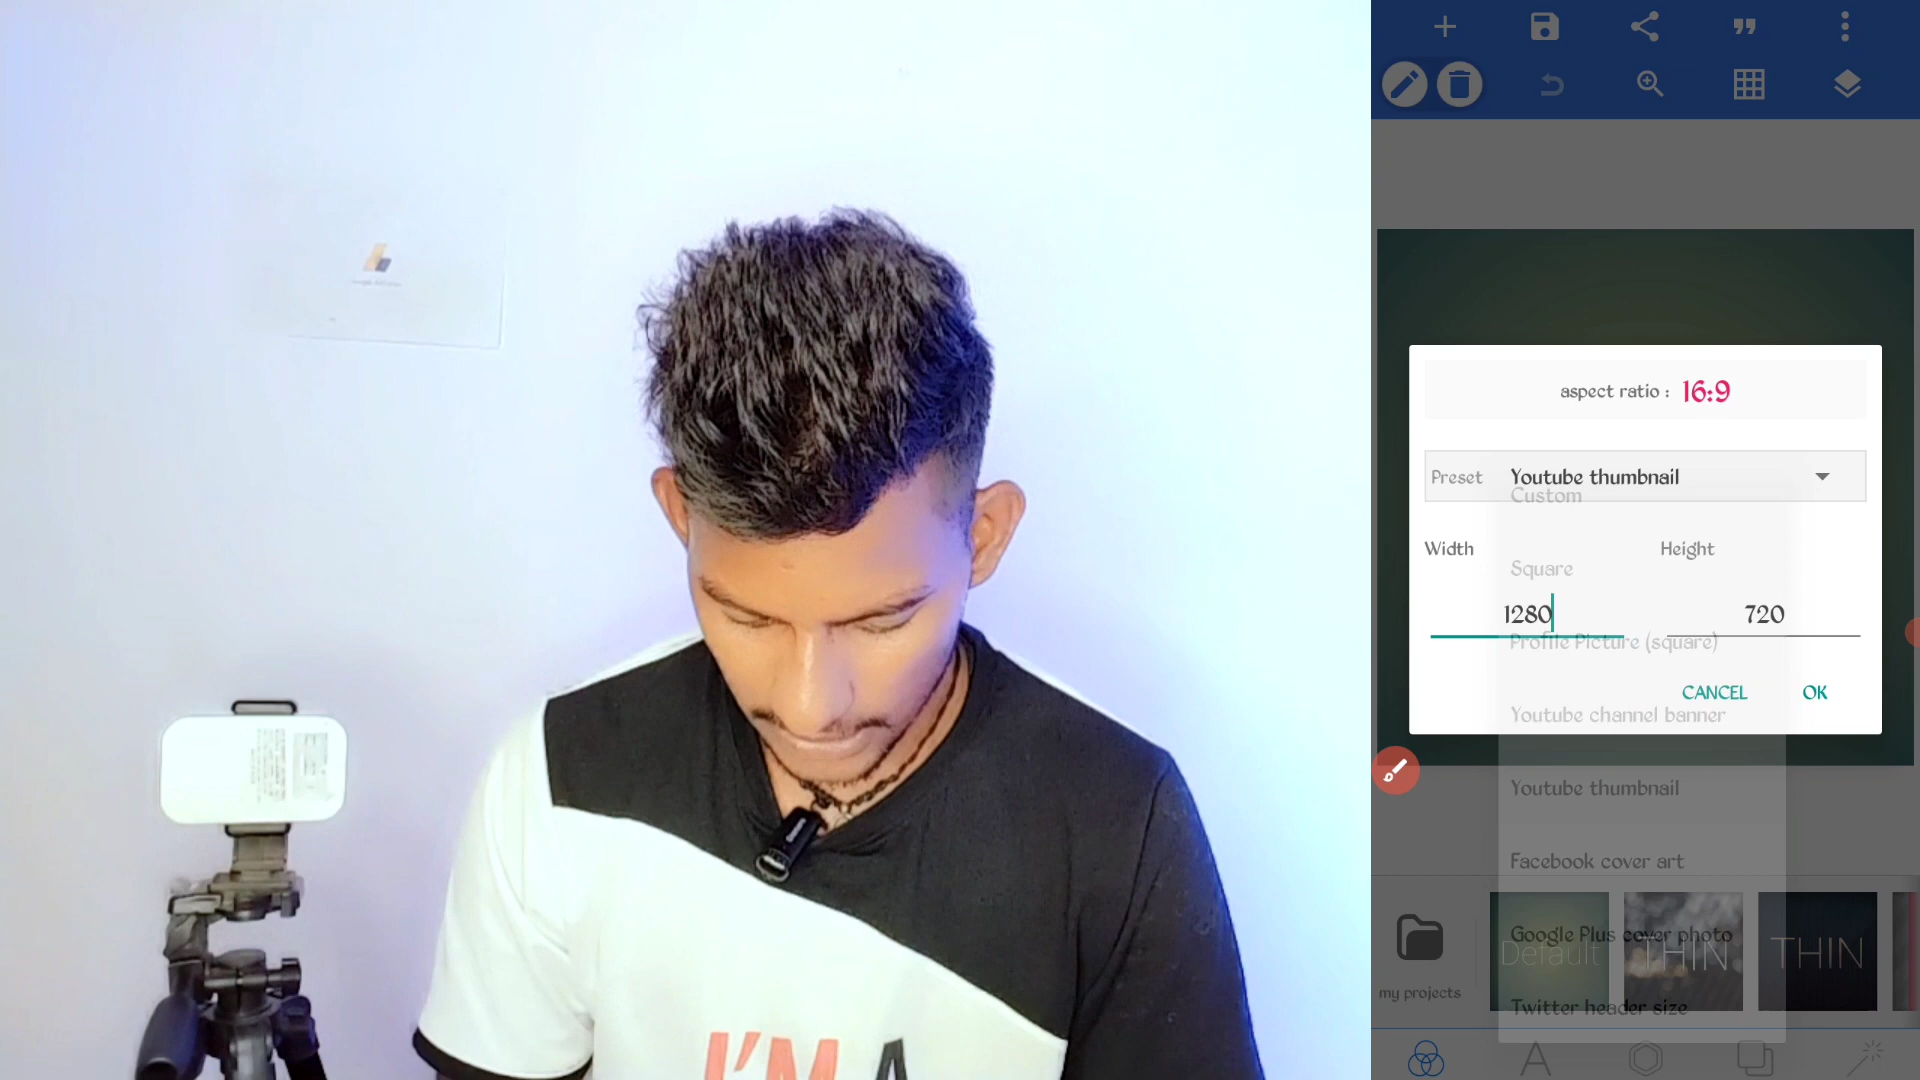 aspect ratio : 16:9
Preset Youtube thumbnail
Custom
Width Height
Square
1280 720
Profile Picture (square)
CANCEL OK
Youtube channel banner
Youtube thumbnail
Facebook cover art
Google Plus cover photo
Default THIN THIN
my projects
Twitter header size
I'M A